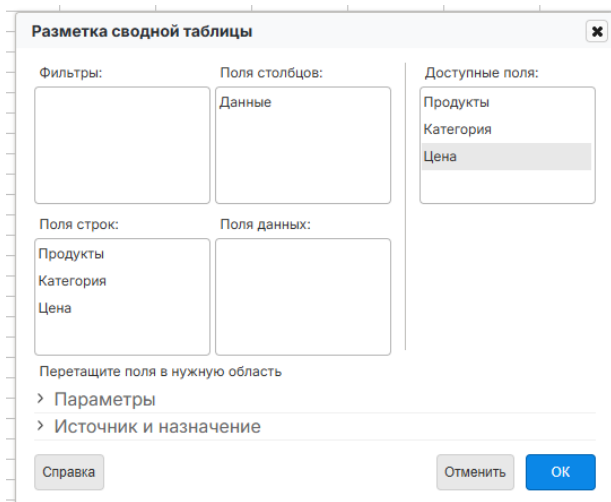 Разметка сводной таблицы
Фильтры:
Поля столбцов:
Доступные поля:
Данные
Продукты
Категория
Цена
Поля строк:
Поля данных:
Продукты
Категория
Цена
Перетащите поля в нужную область
Параметры
Источник и назначение
Справка
Отменить
ОК